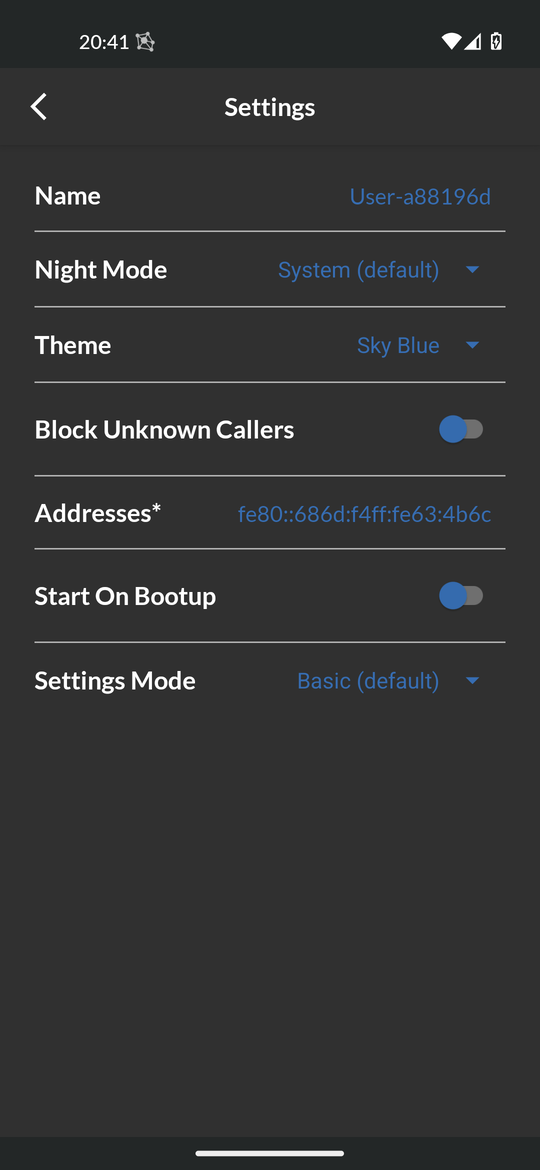 20:41
Settings
Name User-a88196d
Night Mode System (default)
Theme Sky Blue
Block Unknown Callers
Addresses* fe80::686d:f4ff:fe63:4b6c
Start On Bootup
Settings Mode Basic (default)